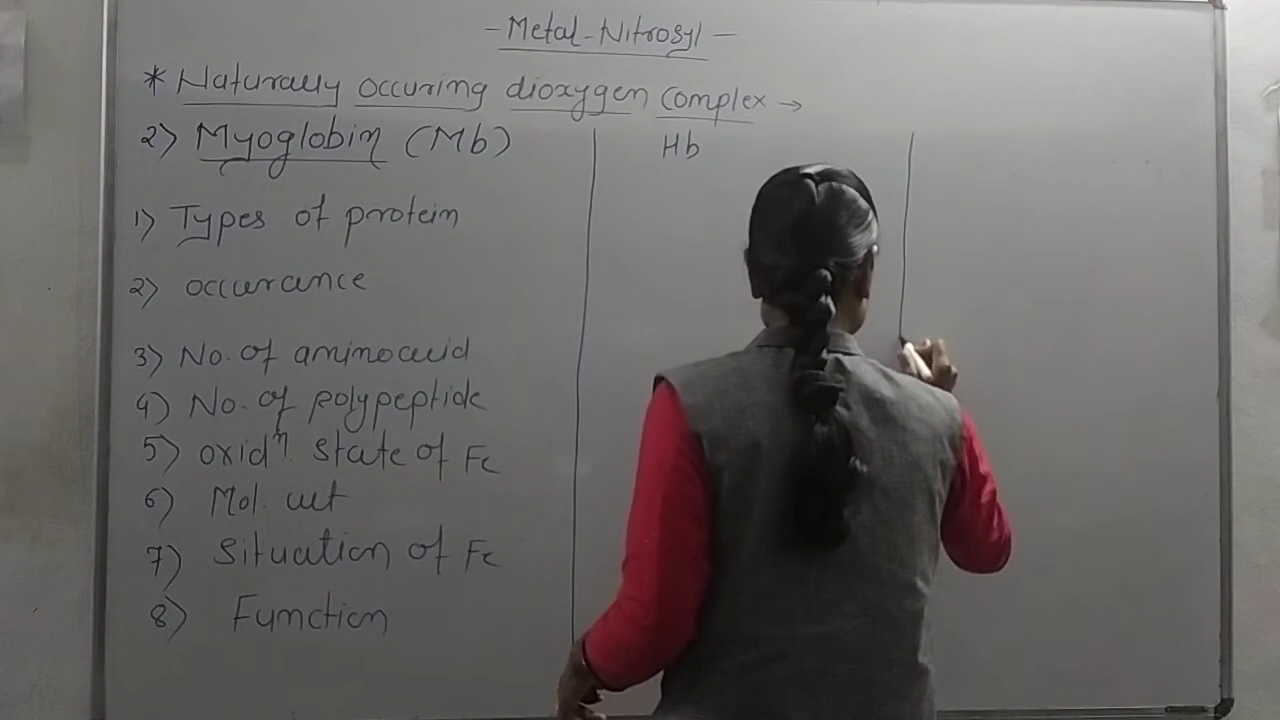 - Metal-Nitrosyl -
* Naturally occuring dioxygen complex →
2) Myoglobin (Mb)
Hb
1) Types of protein
2) occurance
3) No. of aminoacid
4) No. of polypeptide
5) oxidⁿ. state of Fe
6) Mol. wt
7) Situation of Fe
8) Function